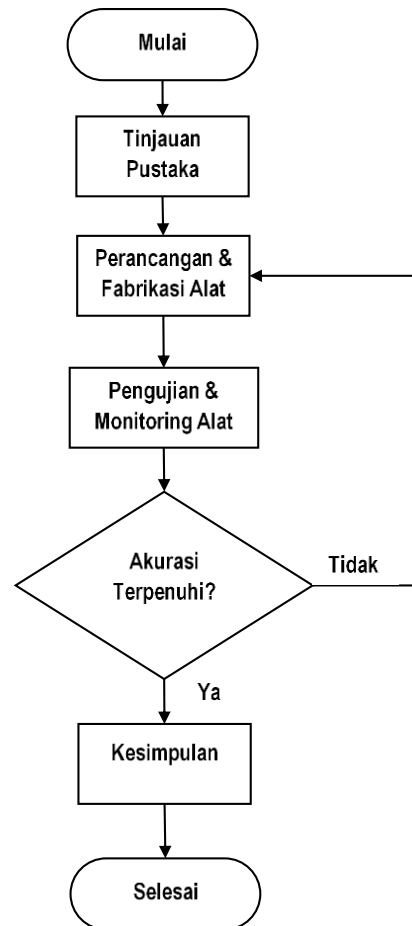 Mulai
Tinjauan
Pustaka
Perancangan &
Fabrikasi Alat
Pengujian &
Monitoring Alat
Akurasi
Terpenuhi?
Tidak
Ya
Kesimpulan
Selesai